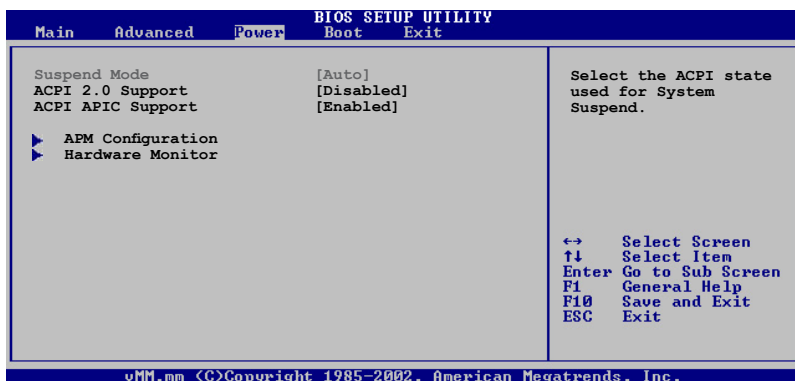 BIOS SETUP UTILITY
Main Advanced Power Boot Exit
Suspend Mode [Auto]
ACPI 2.0 Support [Disabled]
ACPI APIC Support [Enabled]
APM Configuration
Hardware Monitor
Select the ACPI state
used for System
Suspend.
←→ Select Screen
↑↓ Select Item
Enter Go to Sub Screen
F1 General Help
F10 Save and Exit
ESC Exit
vMM.mm (C)Copyright 1985-2002, American Megatrends, Inc.